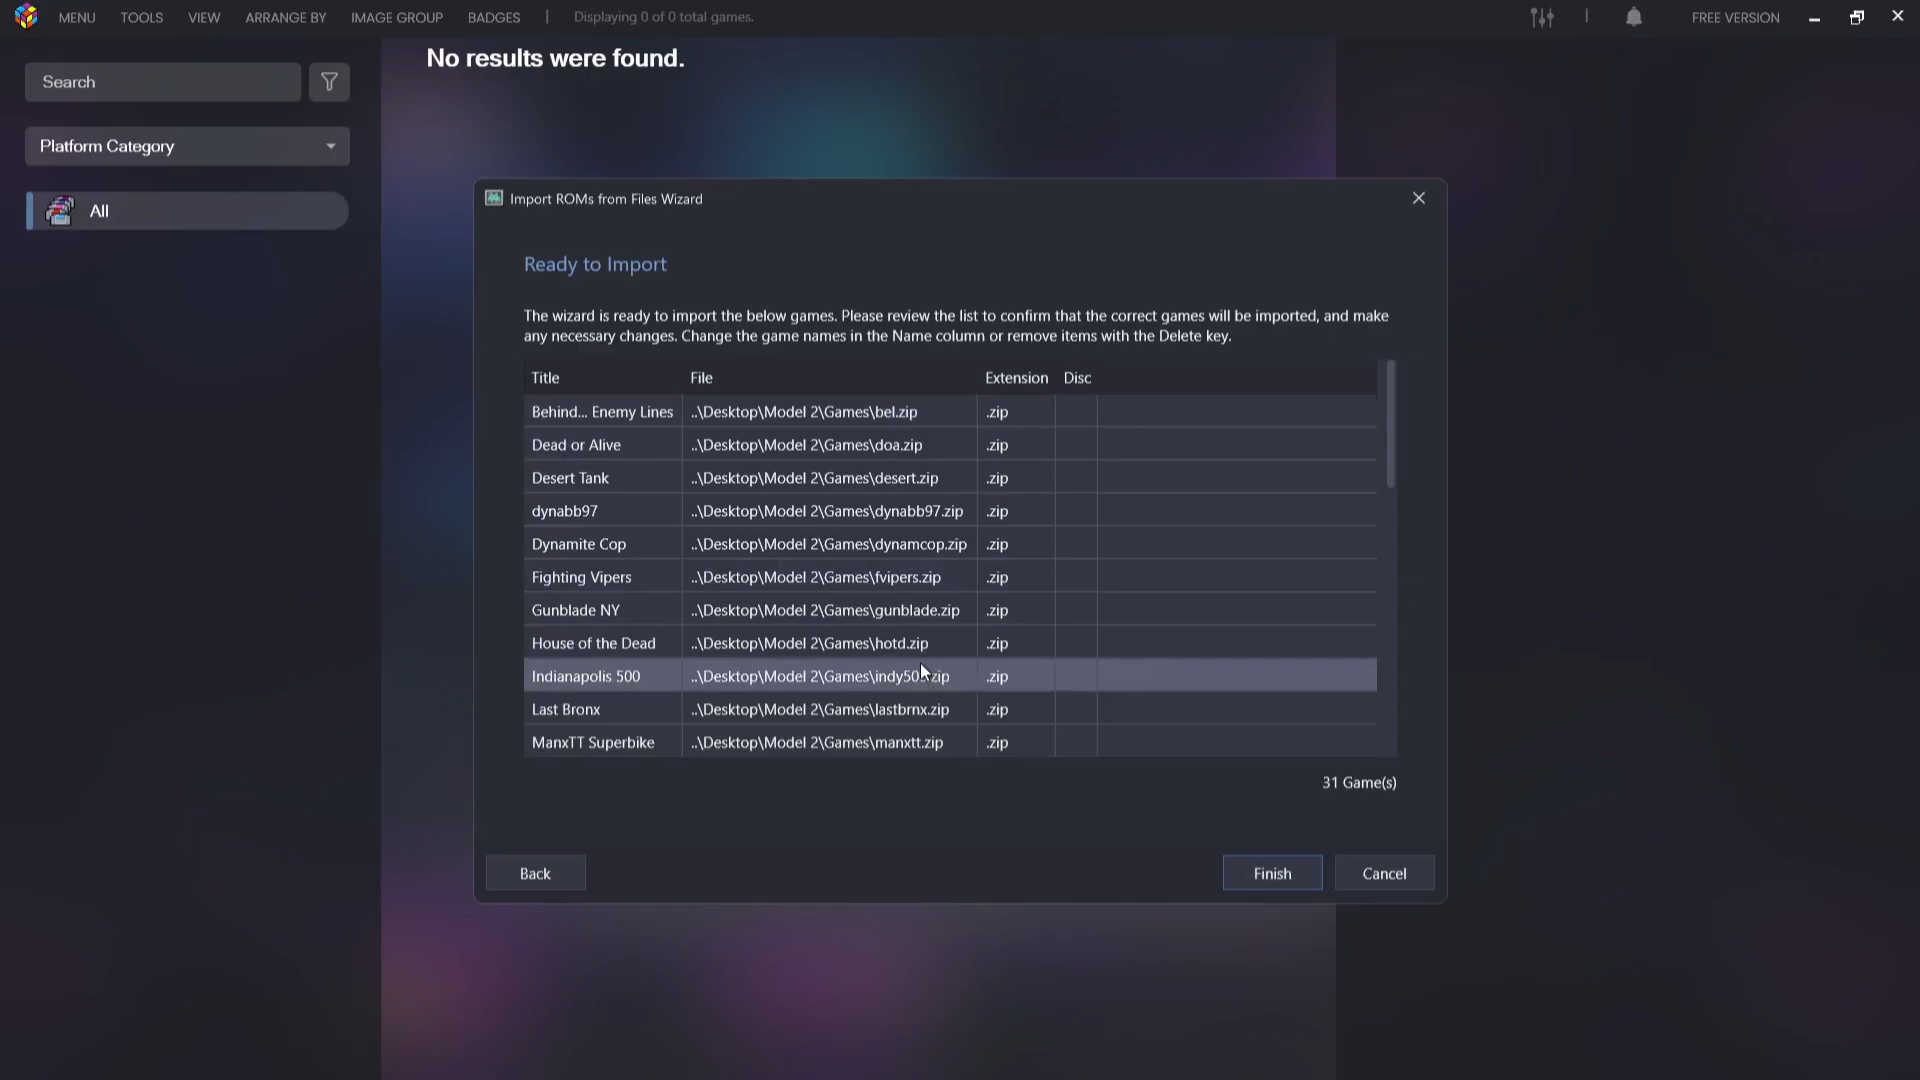 MENU TOOLS VIEW ARRANGE BY IMAGE GROUP BADGES | Displaying 0 of 0 total games. | FREE VERSION
No results were found.
Search
Platform Category
All
Import ROMs from Files Wizard
Ready to Import
The wizard is ready to import the below games. Please review the list to confirm that the correct games will be imported, and make
any necessary changes. Change the game names in the Name column or remove items with the Delete key.
Title File Extension Disc
Behind... Enemy Lines ..\Desktop\Model 2\Games\bel.zip .zip
Dead or Alive ..\Desktop\Model 2\Games\doa.zip .zip
Desert Tank ..\Desktop\Model 2\Games\desert.zip .zip
dynabb97 ..\Desktop\Model 2\Games\dynabb97.zip .zip
Dynamite Cop ..\Desktop\Model 2\Games\dynamcop.zip .zip
Fighting Vipers ..\Desktop\Model 2\Games\fvipers.zip .zip
Gunblade NY ..\Desktop\Model 2\Games\gunblade.zip .zip
House of the Dead ..\Desktop\Model 2\Games\hotd.zip .zip
Indianapolis 500 .zip
Last Bronx ..\Desktop\Model 2\Games\lastbrnx.zip .zip
ManxTT Superbike ..\Desktop\Model 2\Games\manxtt.zip .zip
31 Game(s)
Back Finish Cancel